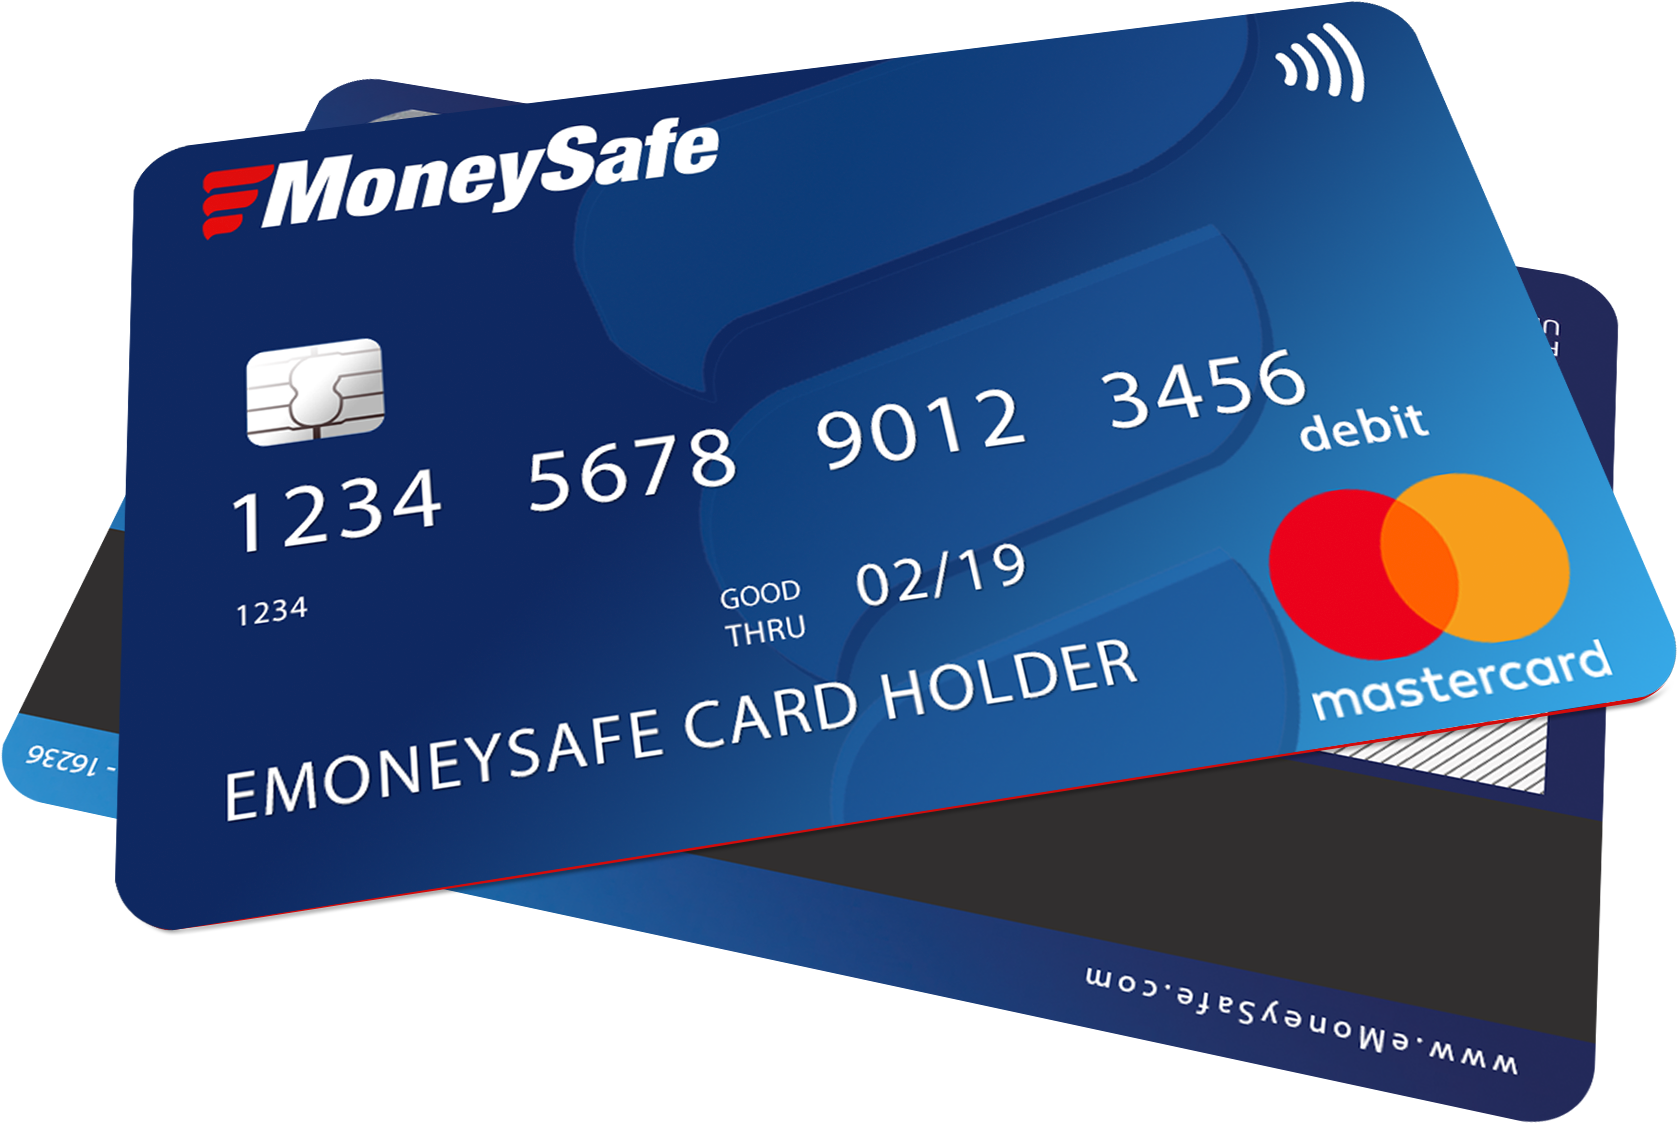 MoneySafe
1234 5678 9012 3456
debit
1234
GOOD
THRU
02/19
EMONEYSAFE CARD HOLDER
mastercard
- 16236
www.eMoneySafe.com